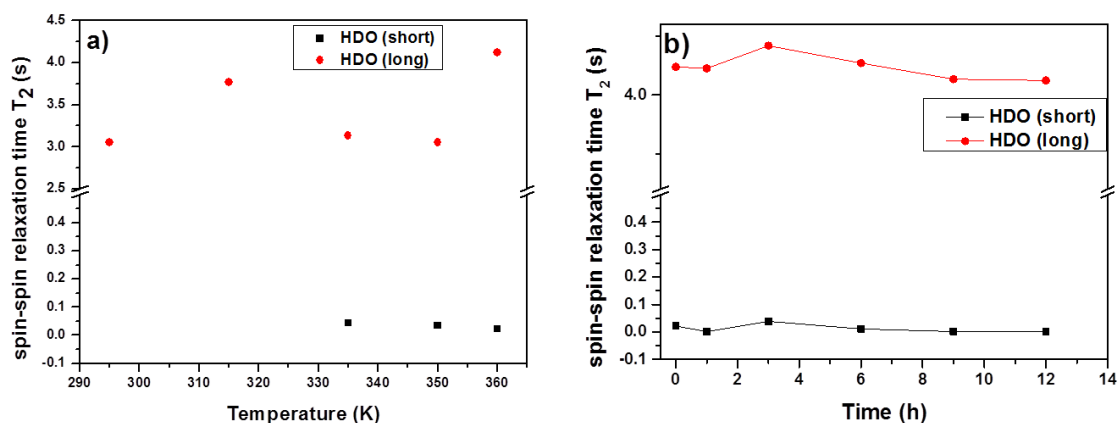 a)
HDO (short)
HDO (long)
spin-spin relaxation time T2 (s)
4.5
4.0
3.5
3.0
2.5
0.4
0.3
0.2
0.1
0.0
-0.1
290 300 310 320 330 340 350 360
Temperature (K)
b)
HDO (short)
HDO (long)
spin-spin relaxation time T2 (s)
4.0
0.4
0.3
0.2
0.1
0.0
-0.1
0 2 4 6 8 10 12 14
Time (h)